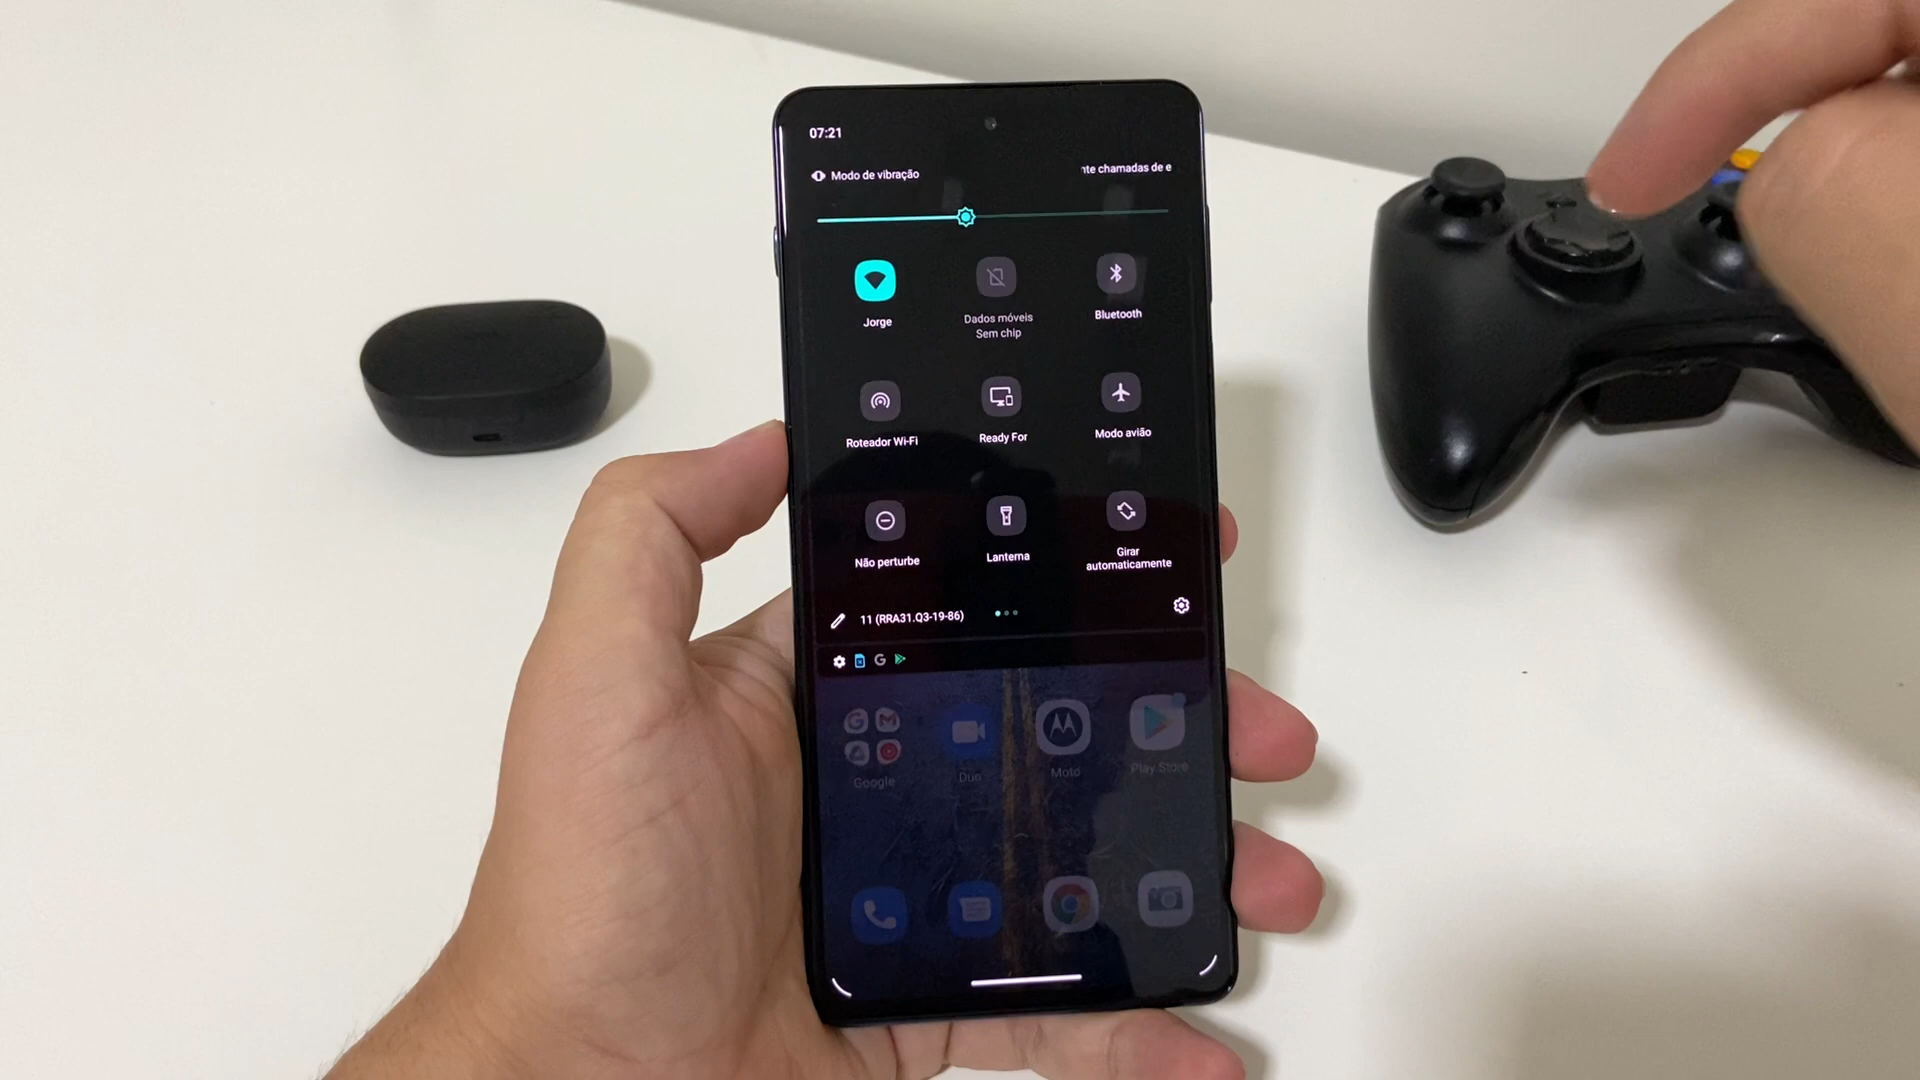 07:21
Modo de vibração
nte chamadas de e
Jorge
Dados móveis
Sem chip
Bluetooth
Roteador Wi-Fi
Ready For
Modo avião
Não perturbe
Lanterna
Girar
automaticamente
11 (RRA31.Q3-19-86)
Google
Duo
Moto
Play Store